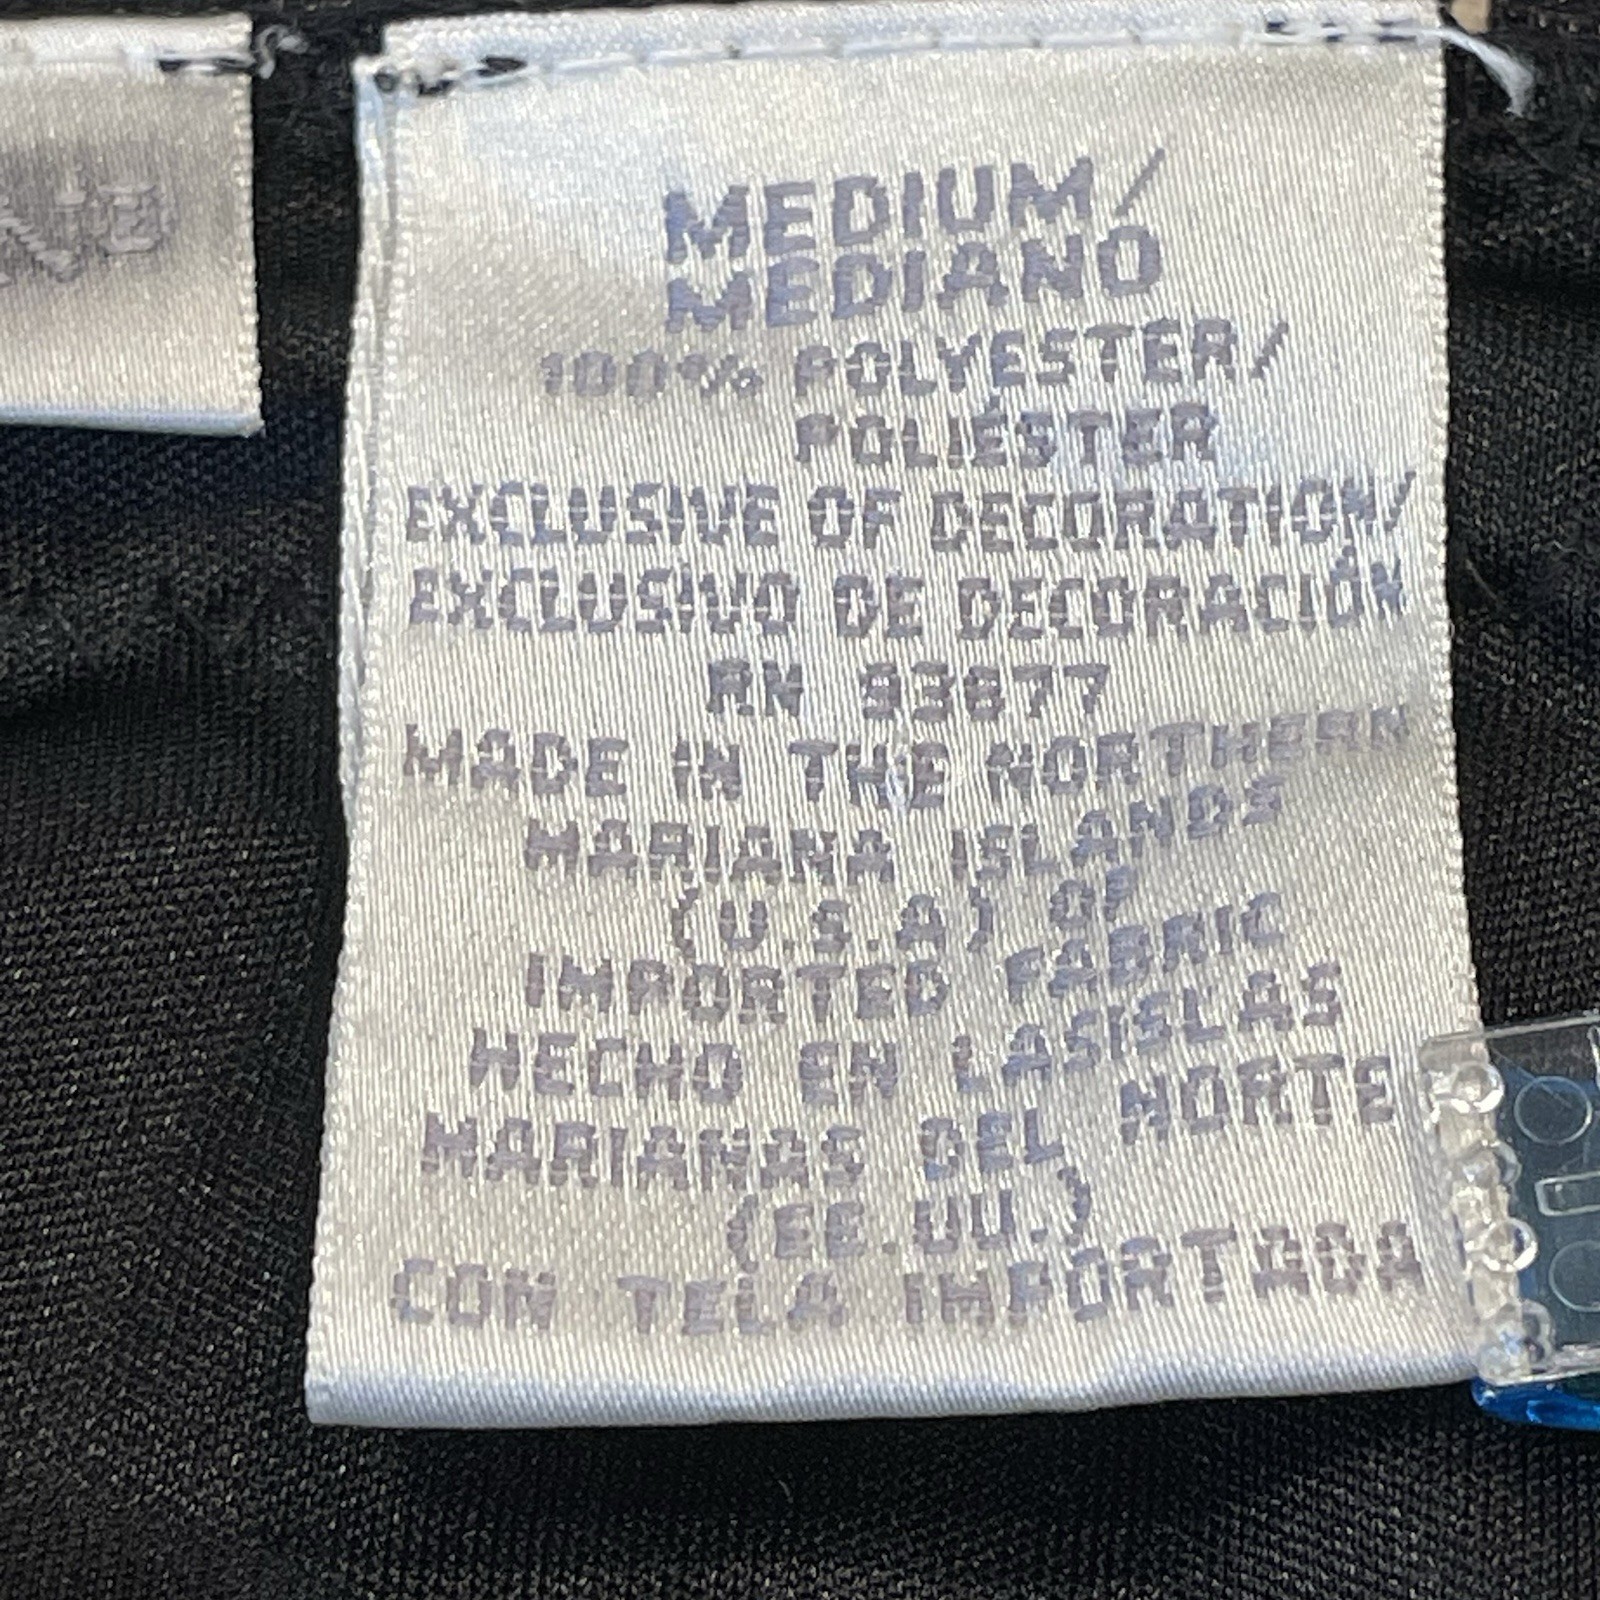 MEDIUM/
MEDIANO
100% POLYESTER/
POLIÉSTER
EXCLUSIVE OF DECORATION/
EXCLUSIVO DE DECORACIÓN
RN 93677
MADE IN THE NORTHERN
MARIANA ISLANDS
(U.S.A) OF
IMPORTED FABRIC
HECHO EN LASISLAS
MARIANAS DEL NORTE
(EE.UU.)
CON TELA IMPORTADA